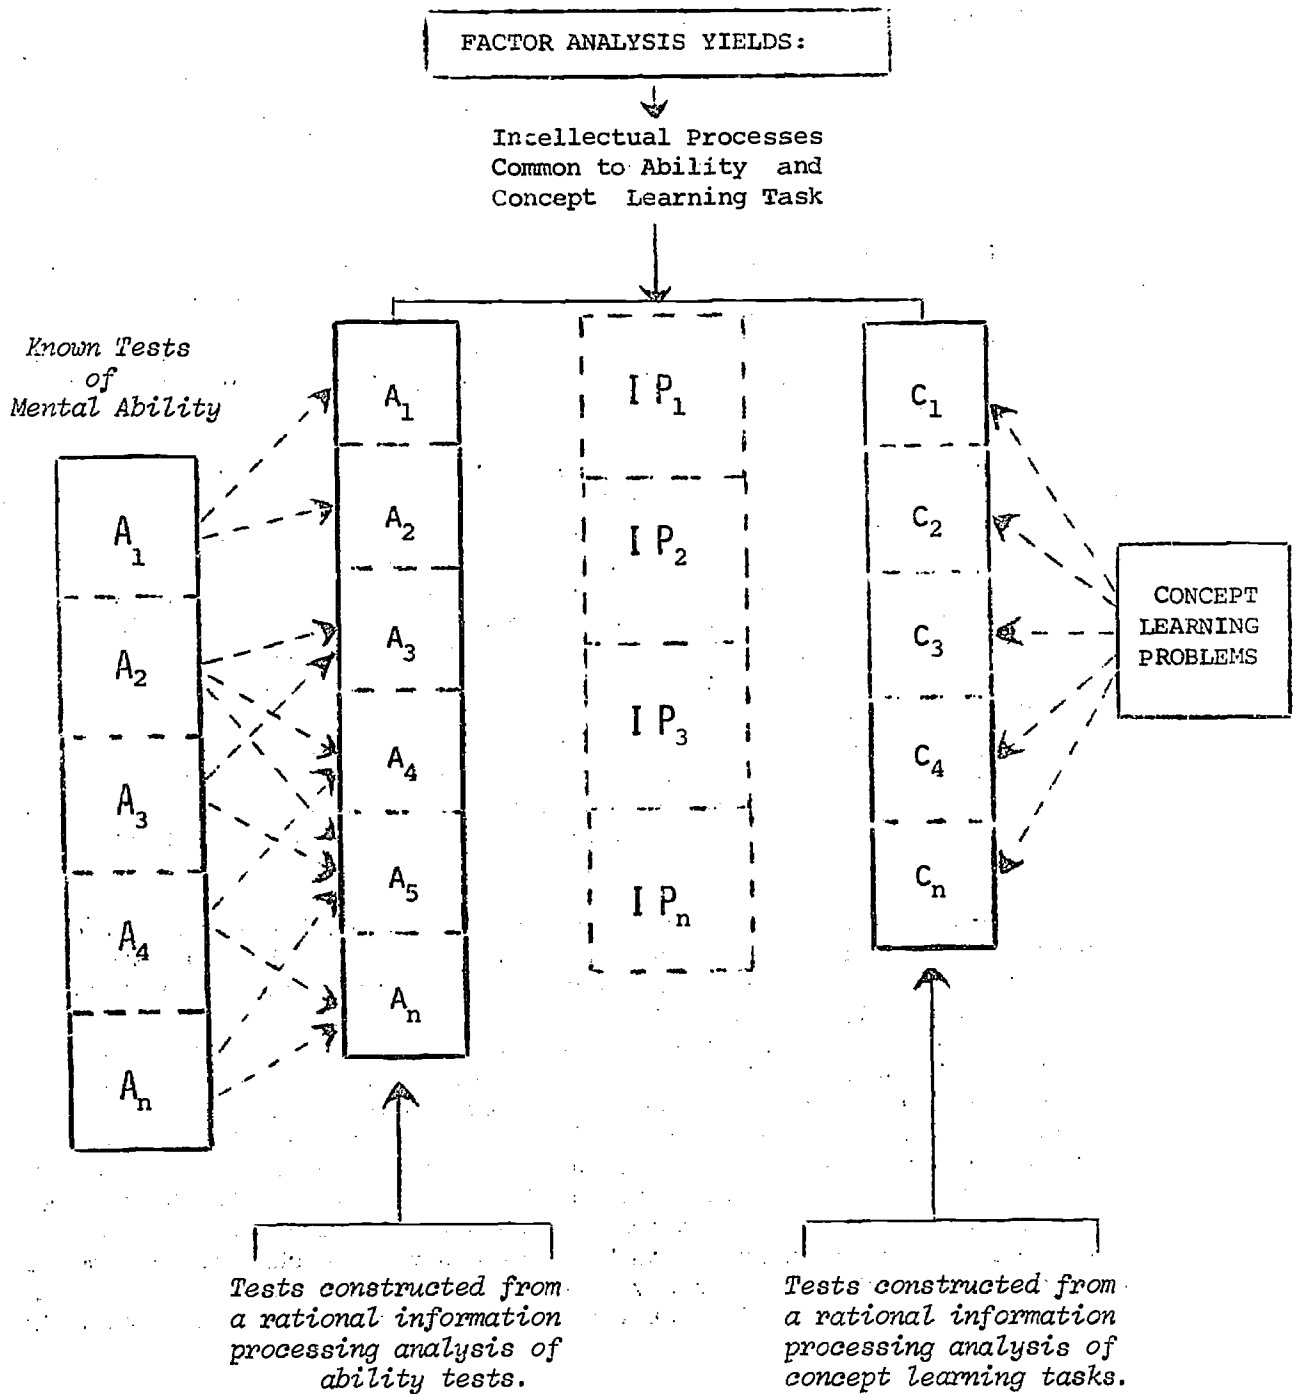 FACTOR ANALYSIS YIELDS:
Intellectual Processes
Common to Ability and
Concept Learning Task
Known Tests
of
Mental Ability
A1
A2
A3
A4
An
A1
A2
A3
A4
A5
An
I P1
I P2
I P3
I Pn
C1
C2
C3
C4
Cn
CONCEPT
LEARNING
PROBLEMS
Tests constructed from
a rational information
processing analysis of
ability tests.
Tests constructed from
a rational information
processing analysis of
concept learning tasks.